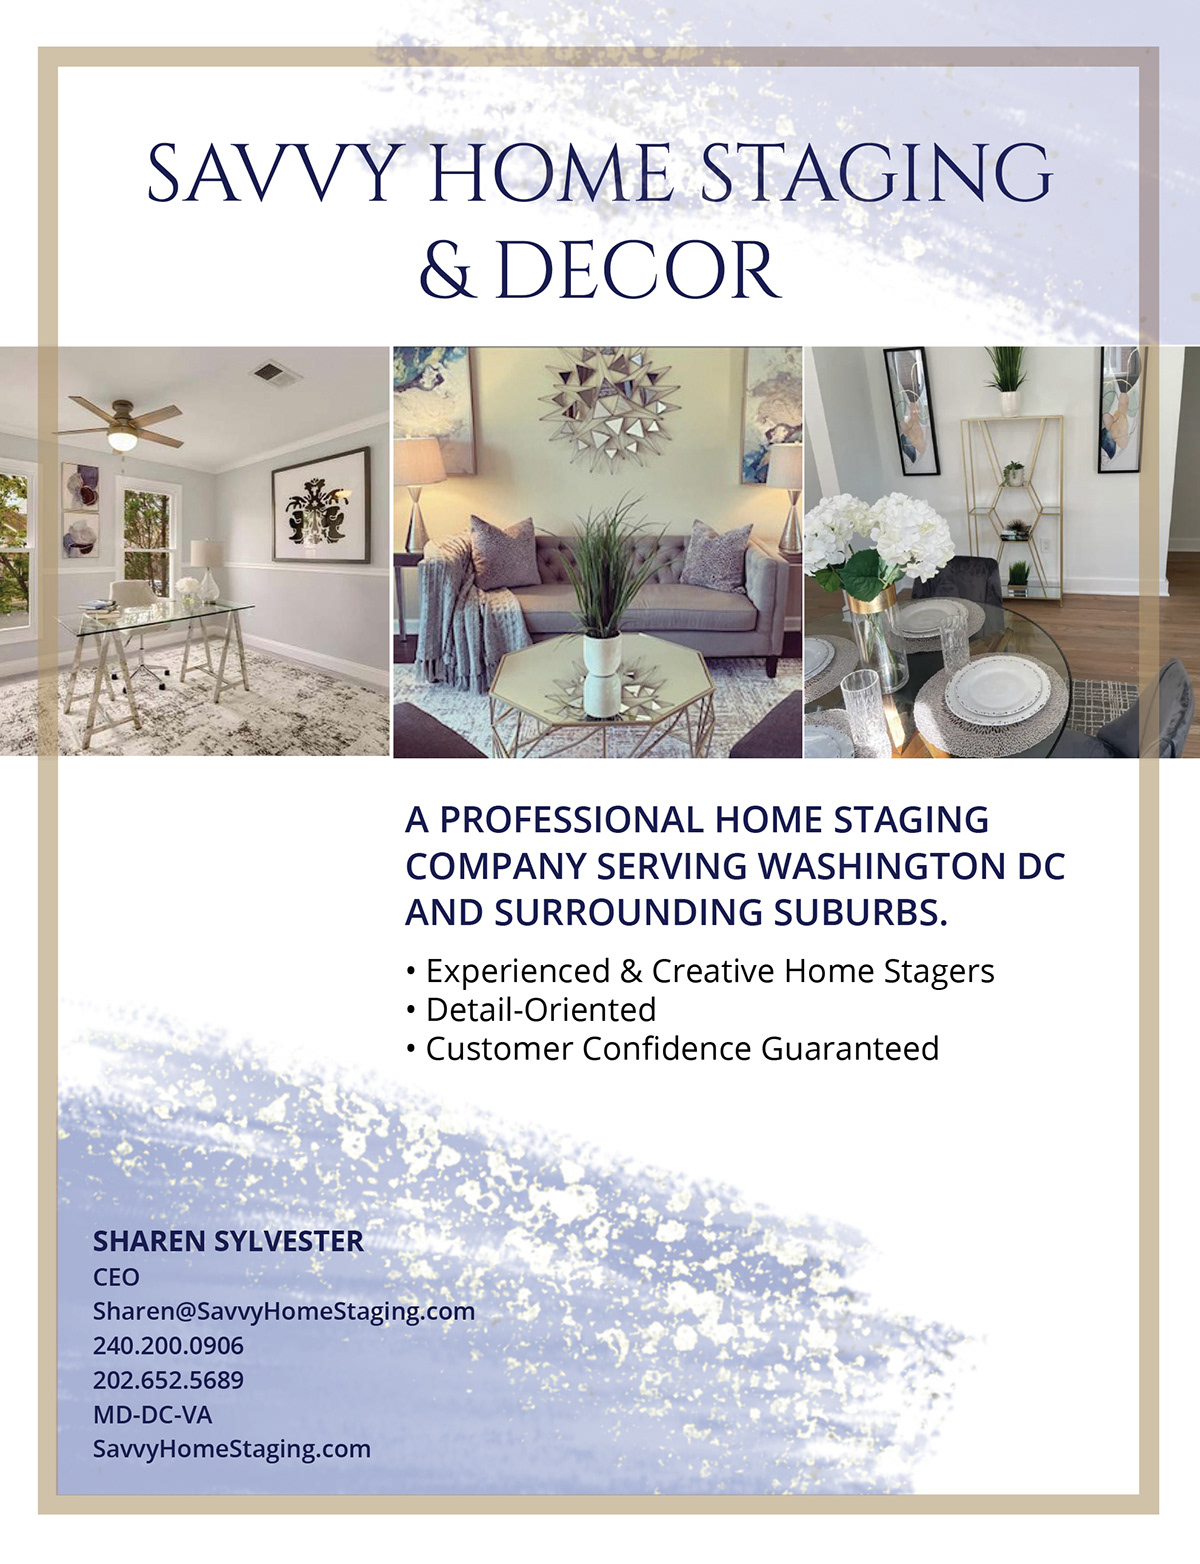 SAVVY HOME STAGING
& DECOR
A PROFESSIONAL HOME STAGING
COMPANY SERVING WASHINGTON DC
AND SURROUNDING SUBURBS.
• Experienced & Creative Home Stagers
• Detail-Oriented
• Customer Confidence Guaranteed
SHAREN SYLVESTER
CEO
Sharen@SavvyHomeStaging.com
240.200.0906
202.652.5689
MD-DC-VA
SavvyHomeStaging.com